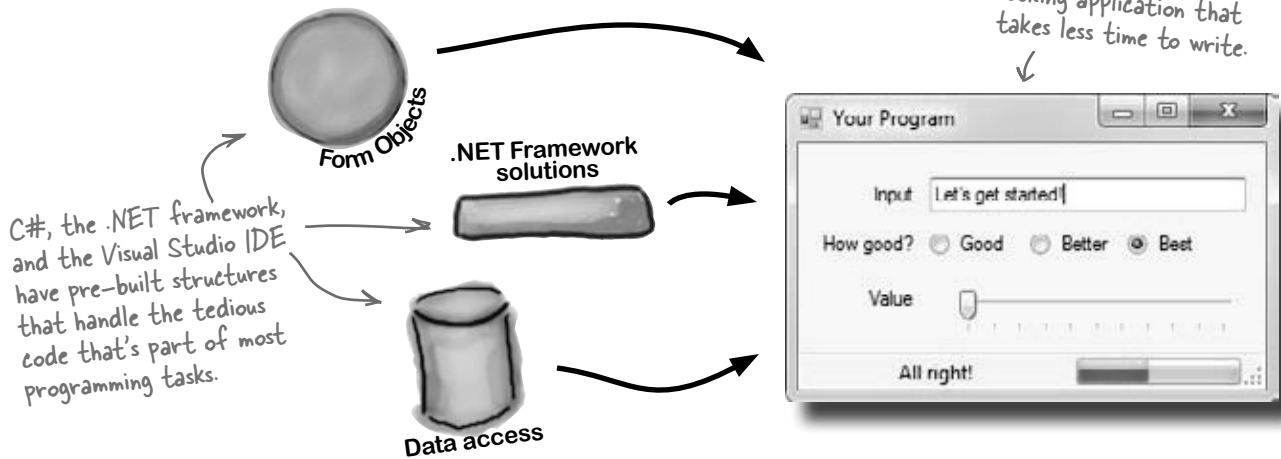 application that
takes less time to write.
Form Objects
.NET Framework
solutions
C#, the .NET framework,
and the Visual Studio IDE
have pre-built structures
that handle the tedious
code that's part of most
programming tasks.
Data access
Your Program
Input Let's get started!
How good? Good Better Best
Value
All right!